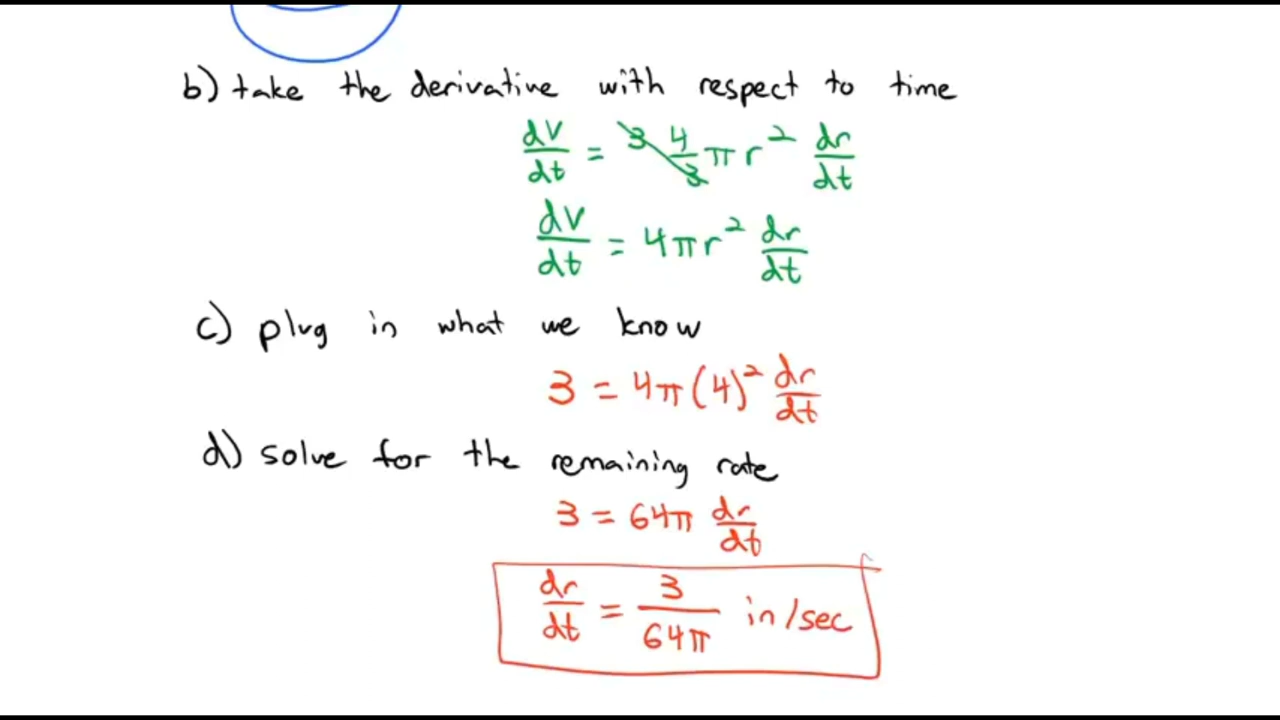 b) take the derivative with respect to time
dV/dt = 3 4/3 π r² dr/dt
dV/dt = 4πr² dr/dt
c) plug in what we know
3 = 4π(4)² dr/dt
d) solve for the remaining rate
3 = 64π dr/dt
dr/dt = 3/64π in/sec